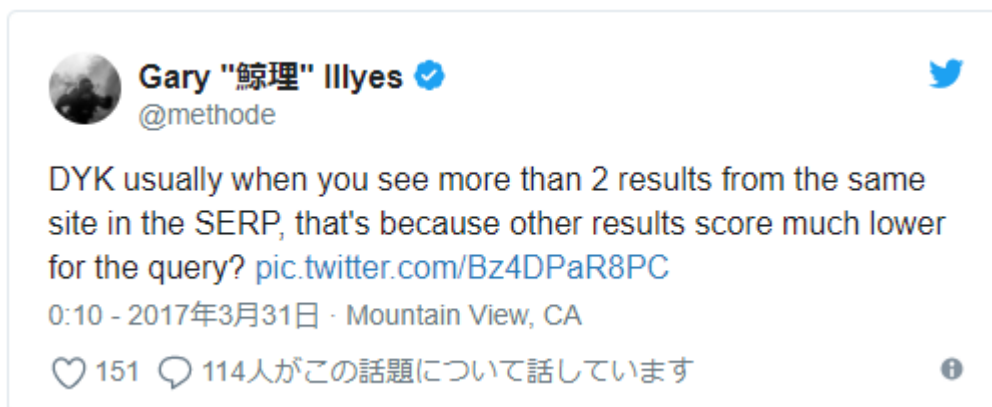 Gary "鯨理" Illyes
@methode
DYK usually when you see more than 2 results from the same
site in the SERP, that's because other results score much lower
for the query? pic.twitter.com/Bz4DPaR8PC
0:10 - 2017年3月31日 · Mountain View, CA
151 114人がこの話題について話しています